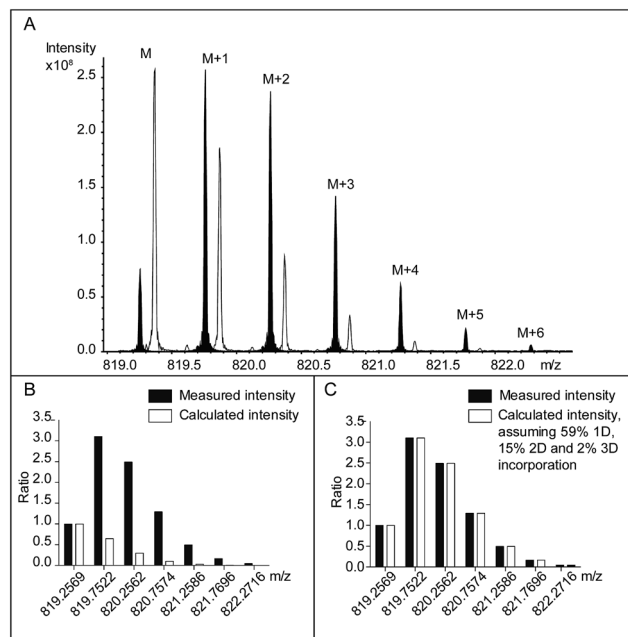 A
Intensity
x10⁸
M
M+1
M+2
M+3
M+4
M+5
M+6
2.5
2.0
1.5
1.0
0.5
0.0
819.0 819.5 820.0 820.5 821.0 821.5 822.0 m/z
B
Measured intensity
Calculated intensity
Ratio
3.5
3.0
2.5
2.0
1.5
1.0
0.5
0.0
819.2569
819.7522
820.2562
820.7574
821.2586
821.7696
822.2716
m/z
C
Measured intensity
Calculated intensity,
assuming 59% 1D,
15% 2D and 2% 3D
incorporation
Ratio
3.5
3.0
2.5
2.0
1.5
1.0
0.5
0.0
819.2569
819.7522
820.2562
820.7574
821.2586
821.7696
822.2716
m/z